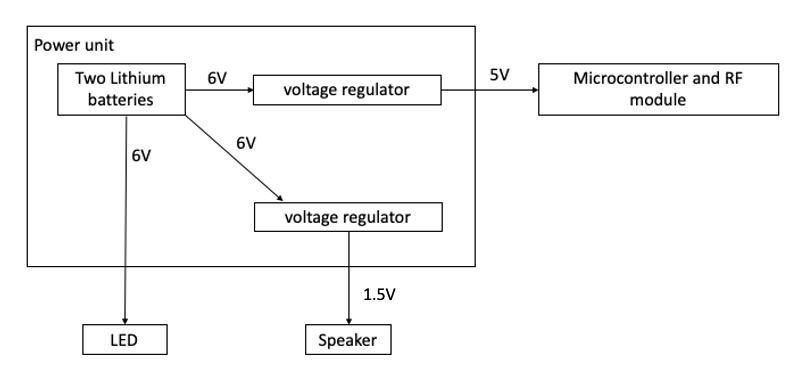 Power unit
Two Lithium
batteries
6V
voltage regulator
5V
Microcontroller and RF
module
6V
6V
voltage regulator
1.5V
LED
Speaker